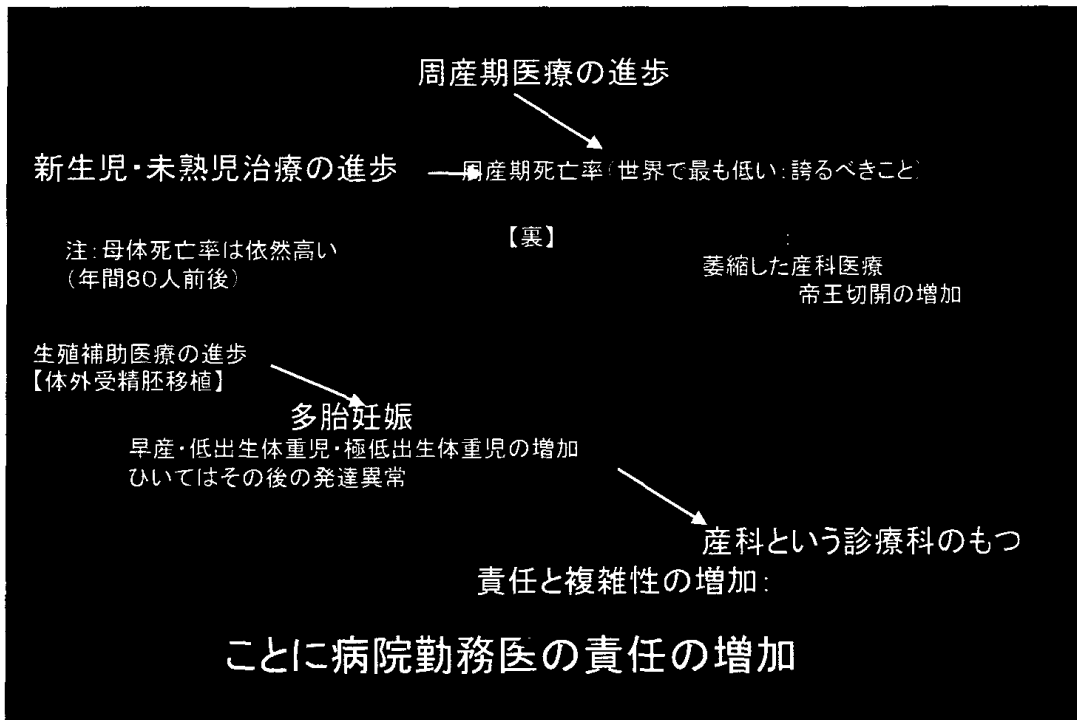 周産期医療の進歩
新生児・未熟児治療の進歩
周産期死亡率(世界で最も低い:誇るべきこと)
【裏】
:
注:母体死亡率は依然高い
(年間80人前後)
萎縮した産科医療
帝王切開の増加
生殖補助医療の進歩
【体外受精胚移植】
多胎妊娠
早産・低出生体重児・極低出生体重児の増加
ひいてはその後の発達異常
産科という診療科のもつ
責任と複雑性の増加:
ことに病院勤務医の責任の増加